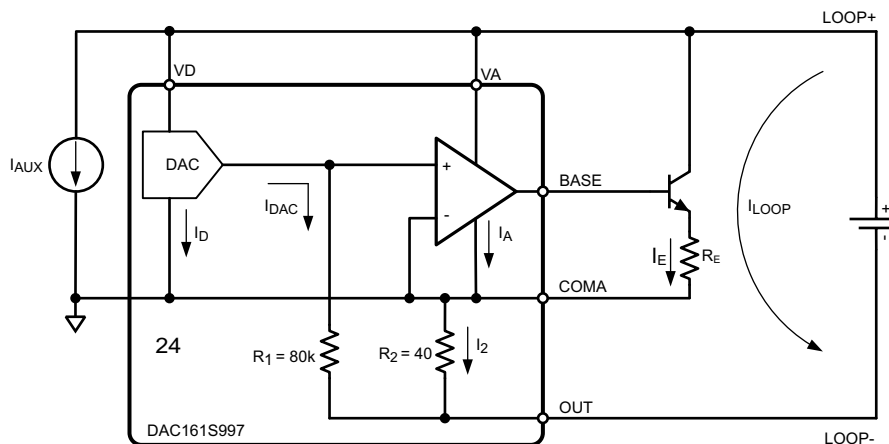 LOOP+
VD
VA
DAC
+
-
BASE
IAUX
IDAC
ILOOP
+
-
ID
IA
IE
RE
COMA
24
R1 = 80k
R2 = 40
I2
OUT
DAC161S997
LOOP-